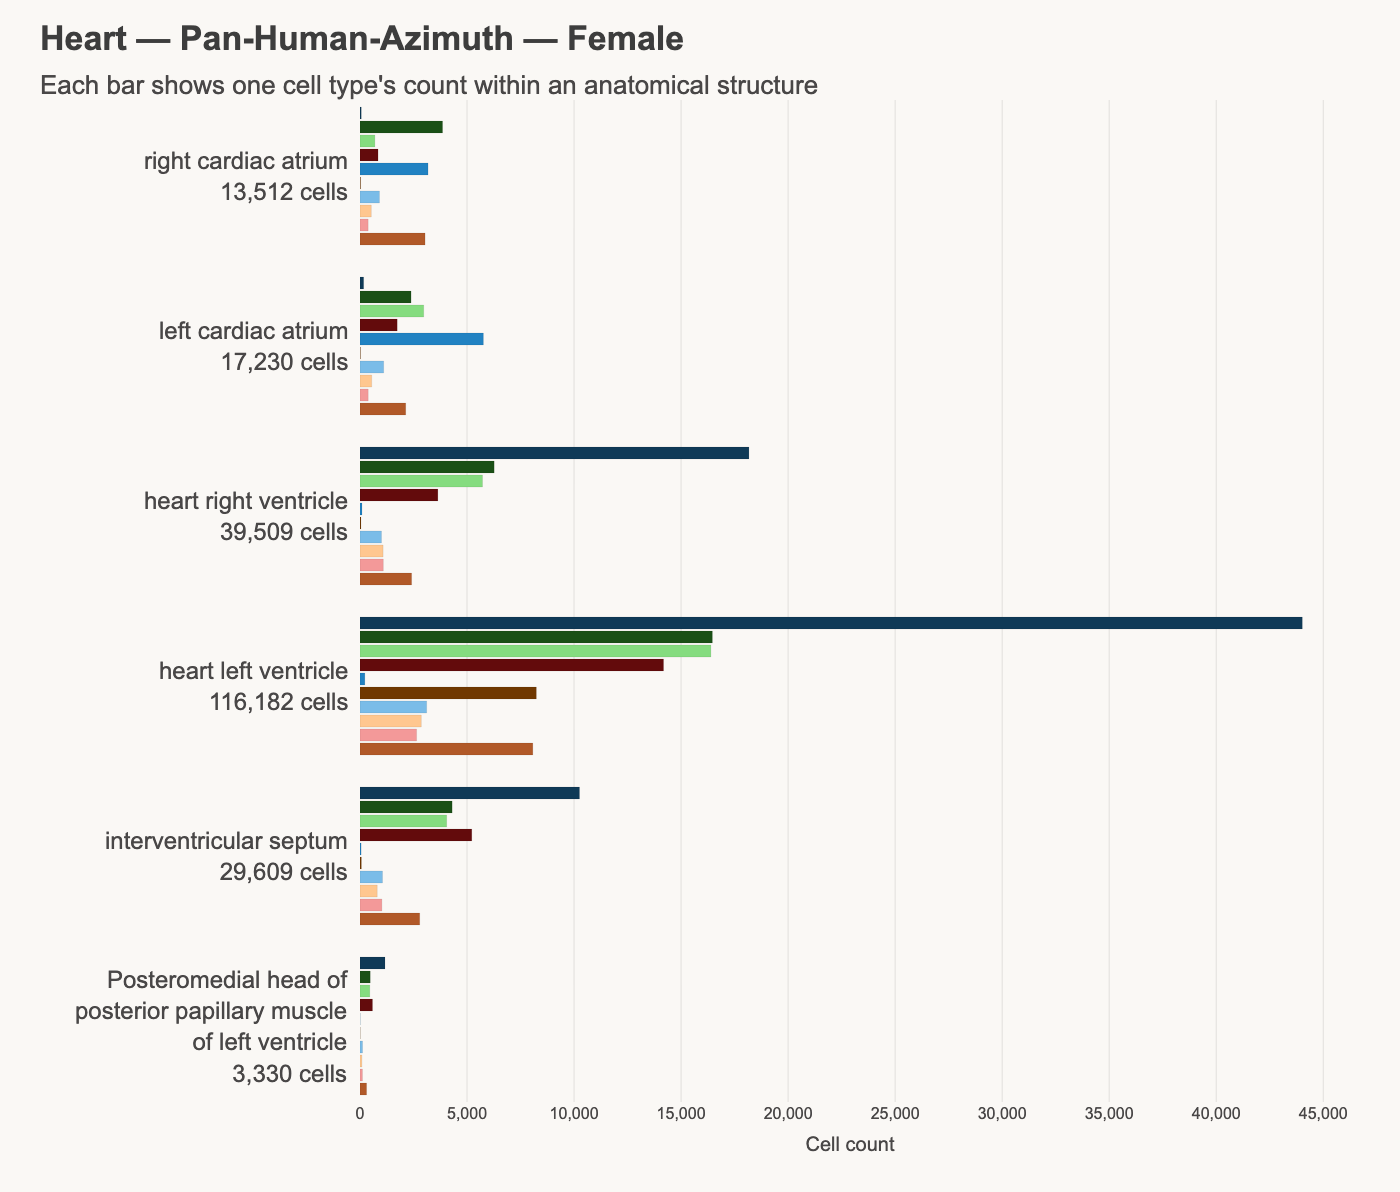 Heart — Pan-Human-Azimuth — Female
Each bar shows one cell type's count within an anatomical structure
right cardiac atrium
13,512 cells
left cardiac atrium
17,230 cells
heart right ventricle
39,509 cells
heart left ventricle
116,182 cells
interventricular septum
29,609 cells
Posteromedial head of
posterior papillary muscle
of left ventricle
3,330 cells
0 5,000 10,000 15,000 20,000 25,000 30,000 35,000 40,000 45,000
Cell count